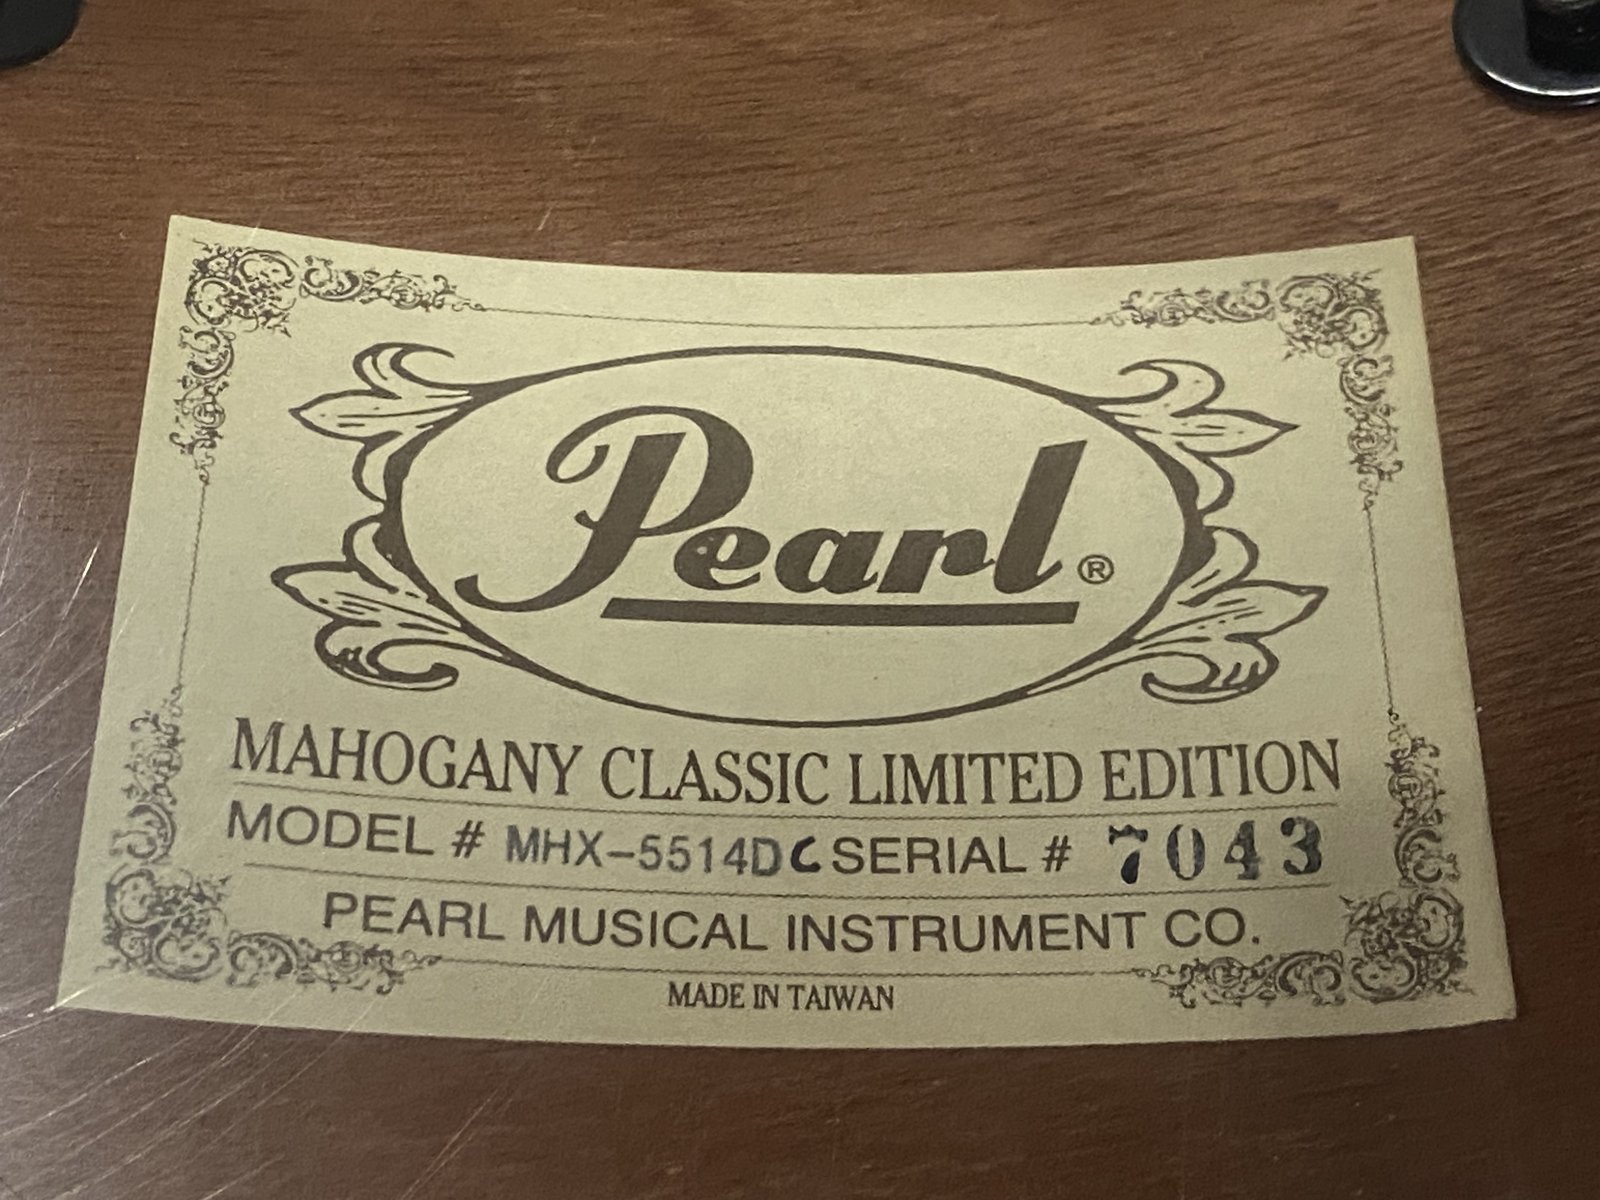 Pearl®
MAHOGANY CLASSIC LIMITED EDITION
MODEL # MHX-5514DC SERIAL # 7043
PEARL MUSICAL INSTRUMENT CO.
MADE IN TAIWAN